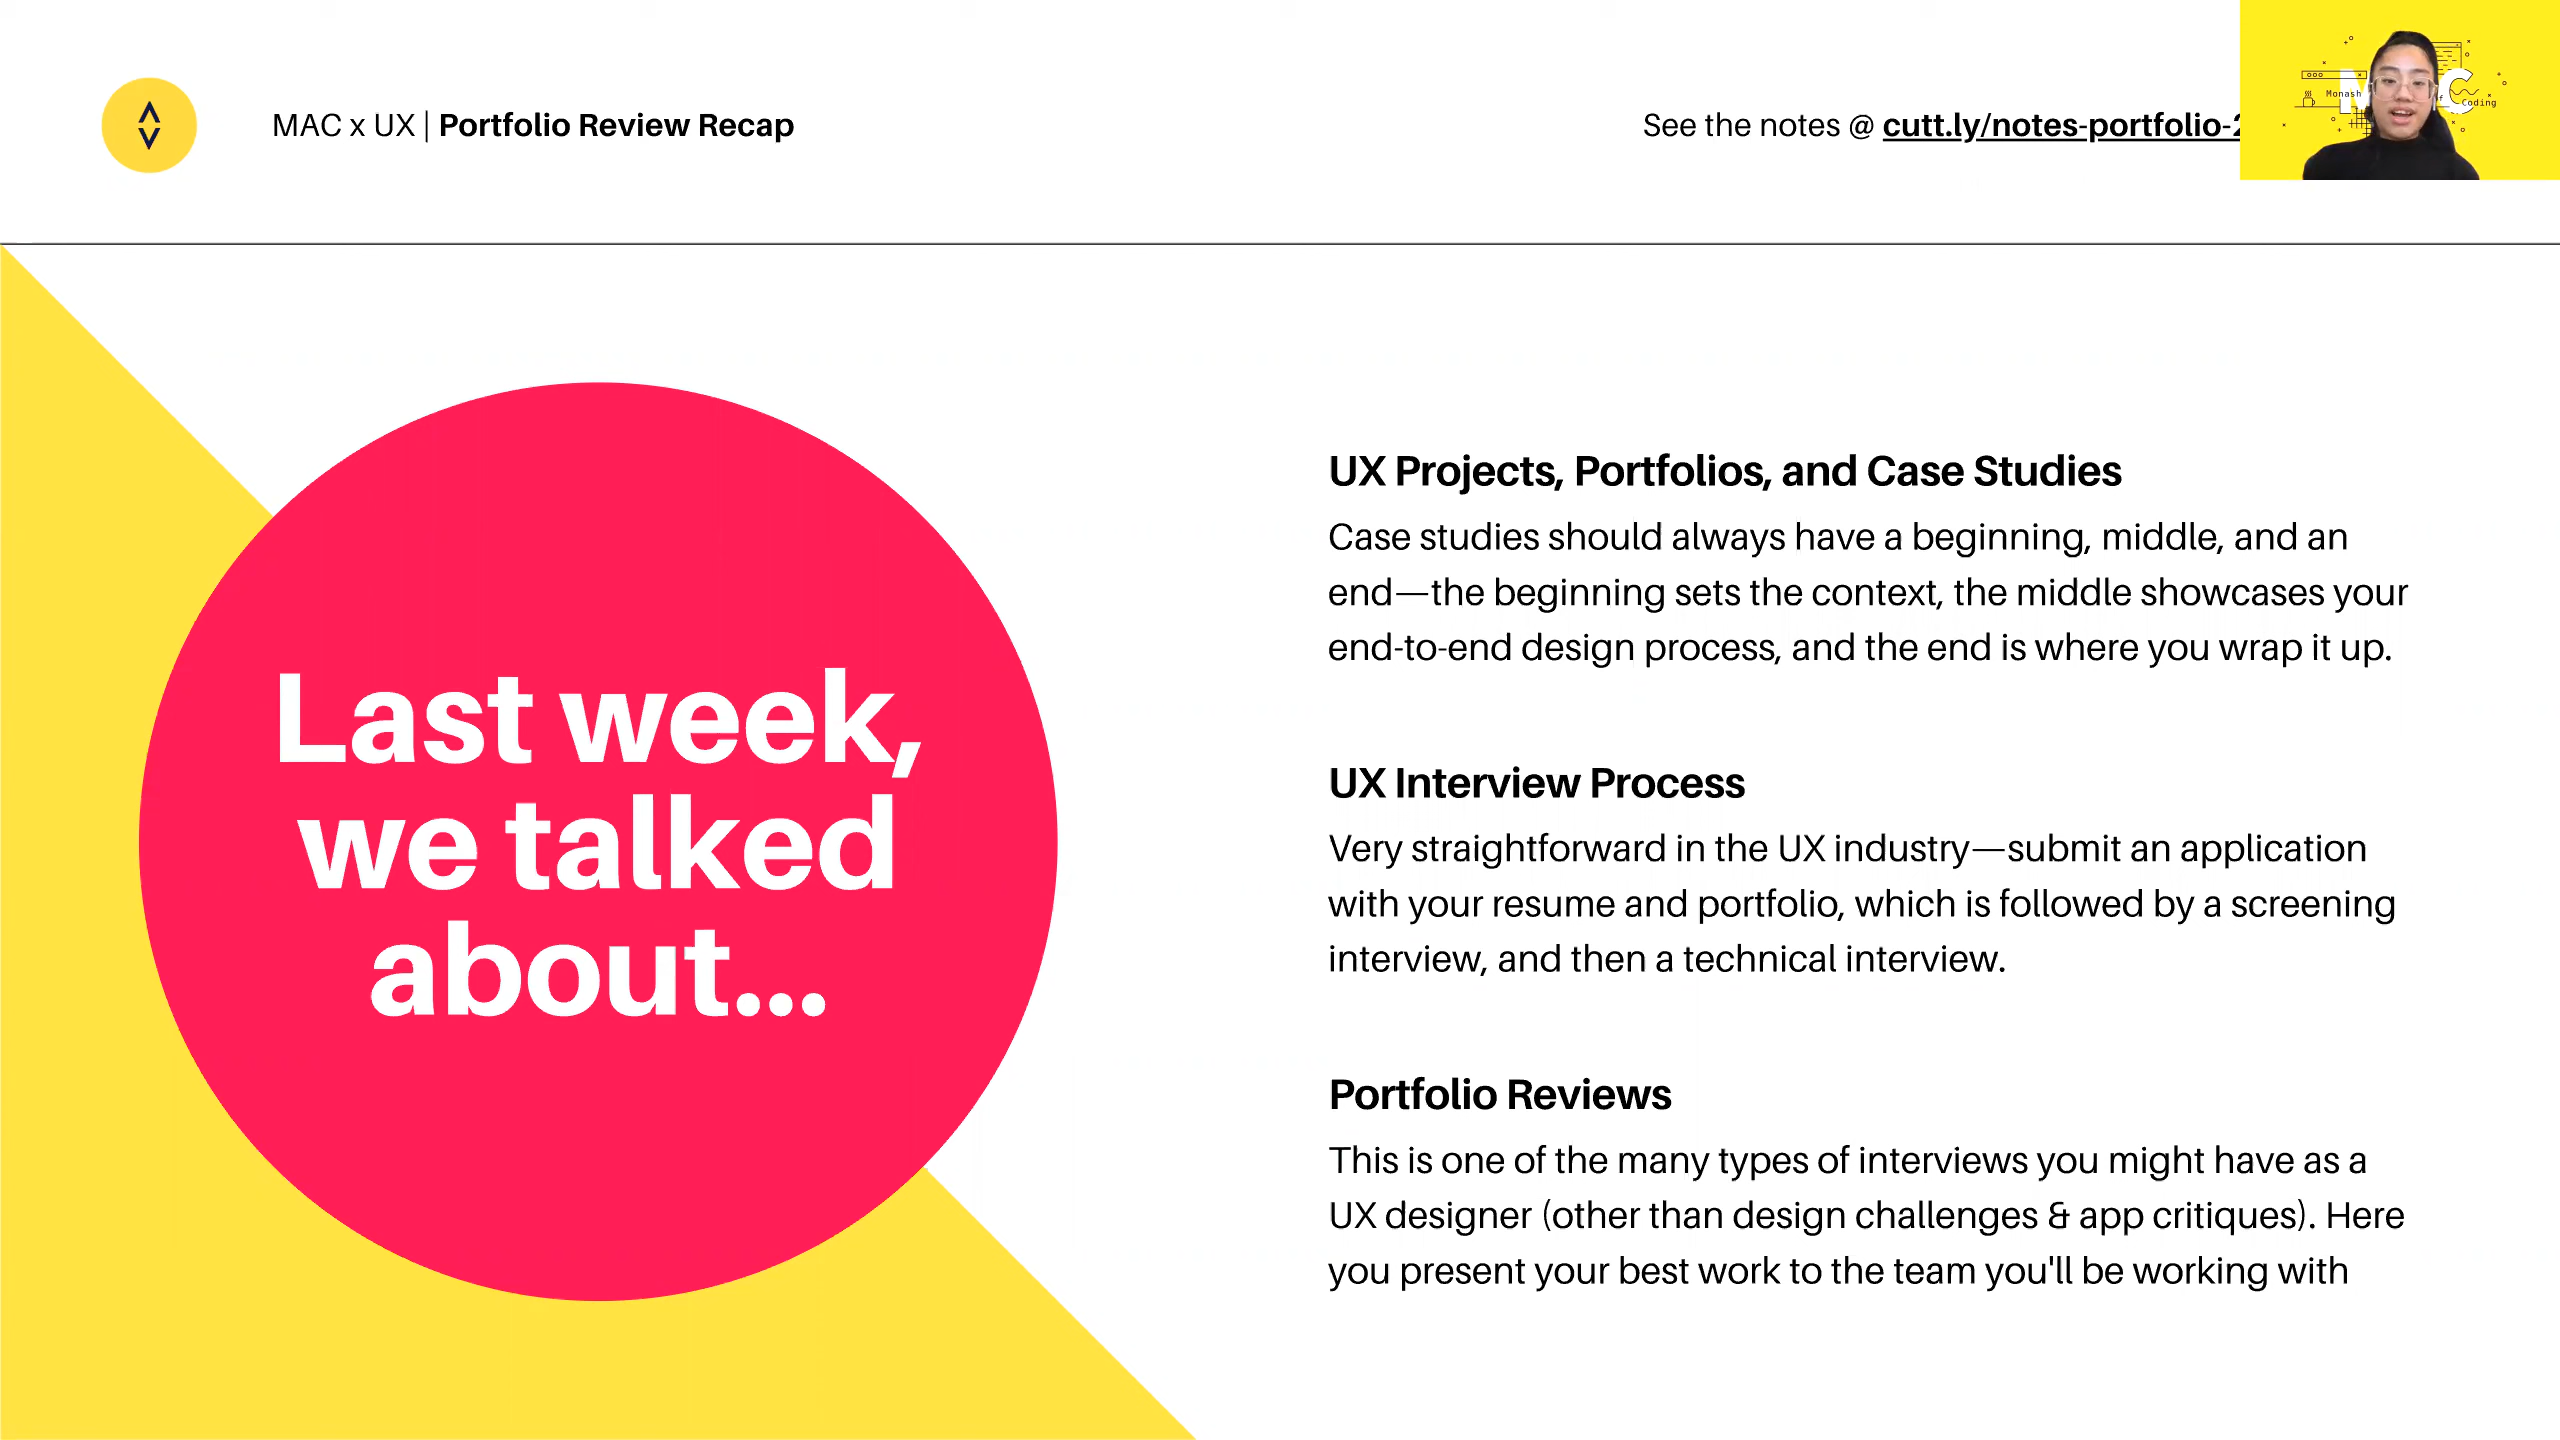 MAC x UX | Portfolio Review Recap
See the notes @ cutt.ly/notes-portfolio-
Monash
Coding
Last week,
we talked
about...
UX Projects, Portfolios, and Case Studies
Case studies should always have a beginning, middle, and an
end—the beginning sets the context, the middle showcases your
end-to-end design process, and the end is where you wrap it up.
UX Interview Process
Very straightforward in the UX industry—submit an application
with your resume and portfolio, which is followed by a screening
interview, and then a technical interview.
Portfolio Reviews
This is one of the many types of interviews you might have as a
UX designer (other than design challenges & app critiques). Here
you present your best work to the team you'll be working with